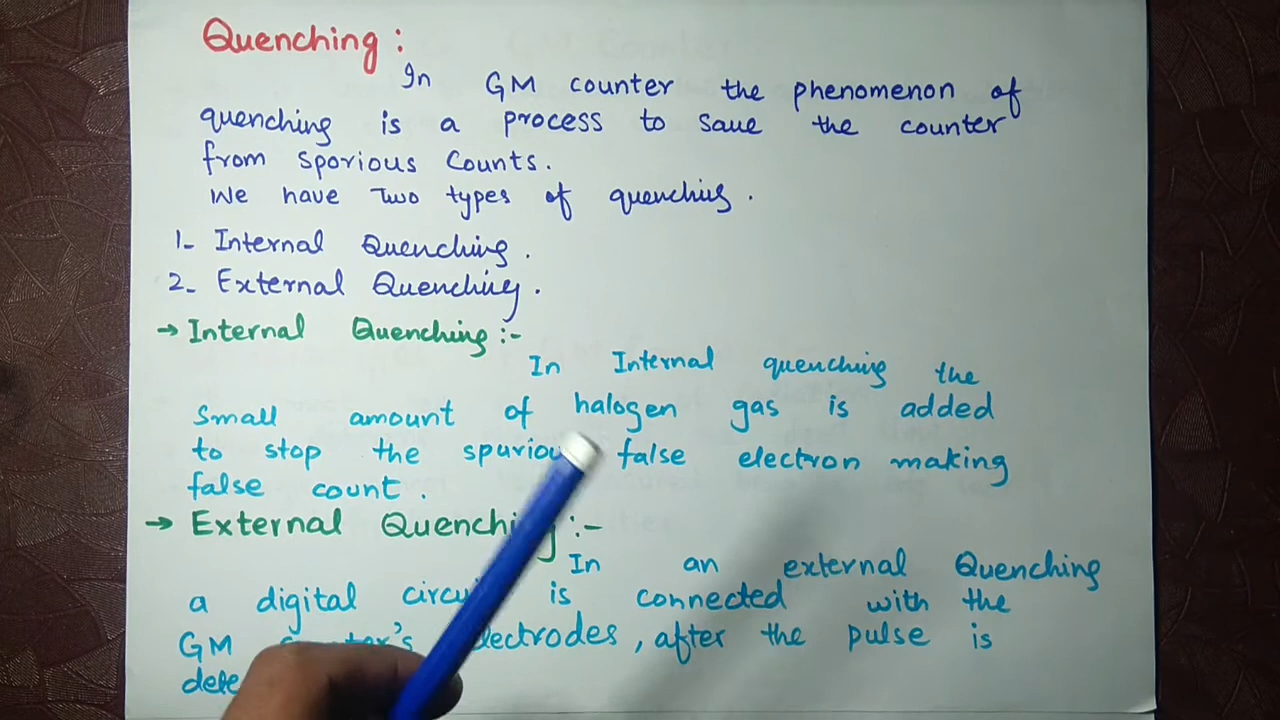 Quenching:
In GM counter the phenomenon of
quenching is a process to save the counter
from Sporious Counts.
We have Two types of quenching.
1- Internal Quenching.
2- External Quenching.
→ Internal Quenching :-
In Internal quenching the
Small amount of halogen gas is added
to stop the false electron making
false count.
→ External Quenching :-
In an external Quenching
a digital is connected with the
GM electrodes, after the pulse is